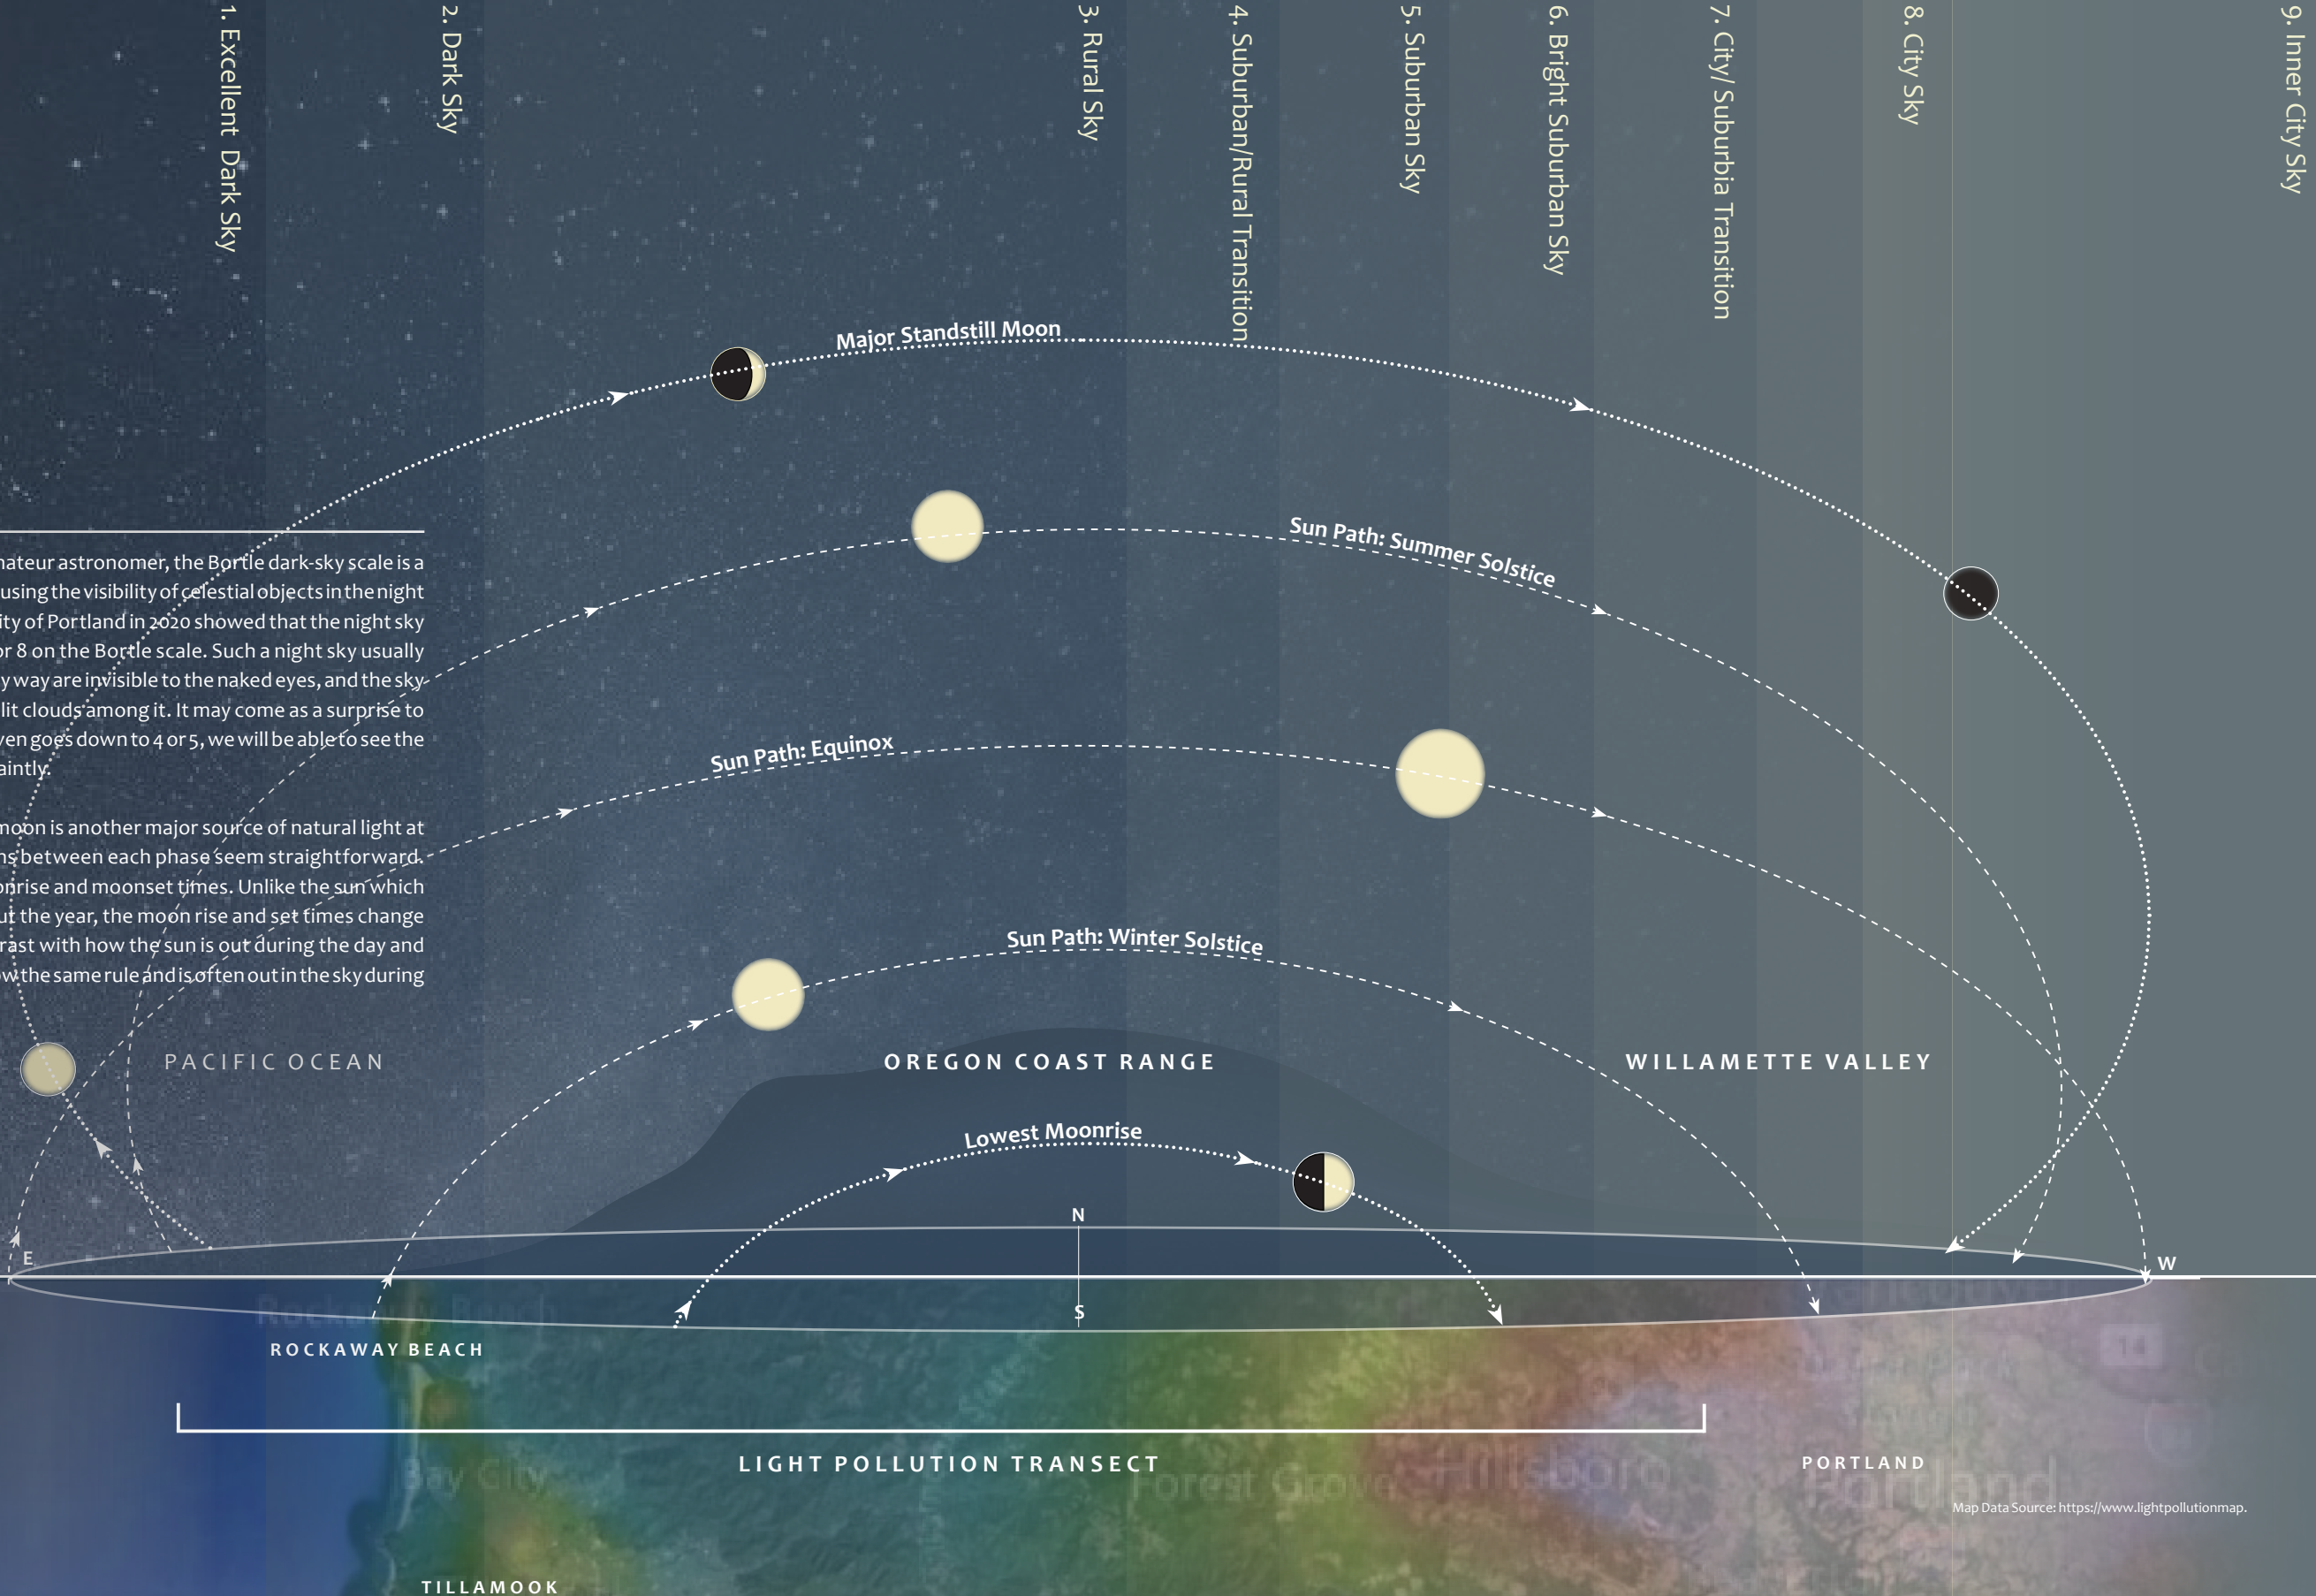 1. Excellent Dark Sky
2. Dark Sky
3. Rural Sky
4. Suburban/Rural Transition
5. Suburban Sky
6. Bright Suburban Sky
7. City/ Suburbia Transition
8. City Sky
9. Inner City Sky
Major Standstill Moon
Sun Path: Summer Solstice
astronomer, the Bortle dark-sky scale is a
using the visibility of celestial objects in the night
of Portland in 2020 showed that the night sky
or 8 on the Bortle scale. Such a night sky usually
way are invisible to the naked eyes, and the sky
lit clouds among it. It may come as a surprise to
goes down to 4 or 5, we will be able to see the
Sun Path: Equinox
moon is another major source of natural light at
between each phase seem straightforward.
and moonset times. Unlike the sun which
the year, the moon rise and set times change
with how the sun is out during the day and
the same rule and is often out in the sky during
Sun Path: Winter Solstice
PACIFIC OCEAN
OREGON COAST RANGE
WILLAMETTE VALLEY
Lowest Moonrise
N
E
W
S
Rockaway Beach
ROCKAWAY BEACH
14
LIGHT POLLUTION TRANSECT
PORTLAND
Bay City
Forest Grove
Hillsboro
Portland
Map Data Source: https://www.lightpollutionmap.
TILLAMOOK